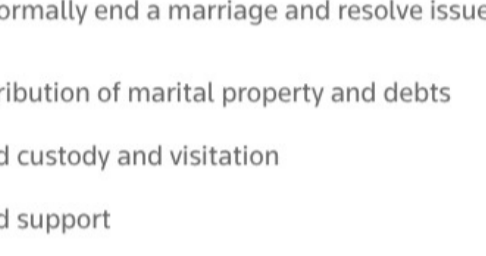 ormally end a marriage and resolve issue
ribution of marital property and debts
d custody and visitation
d support